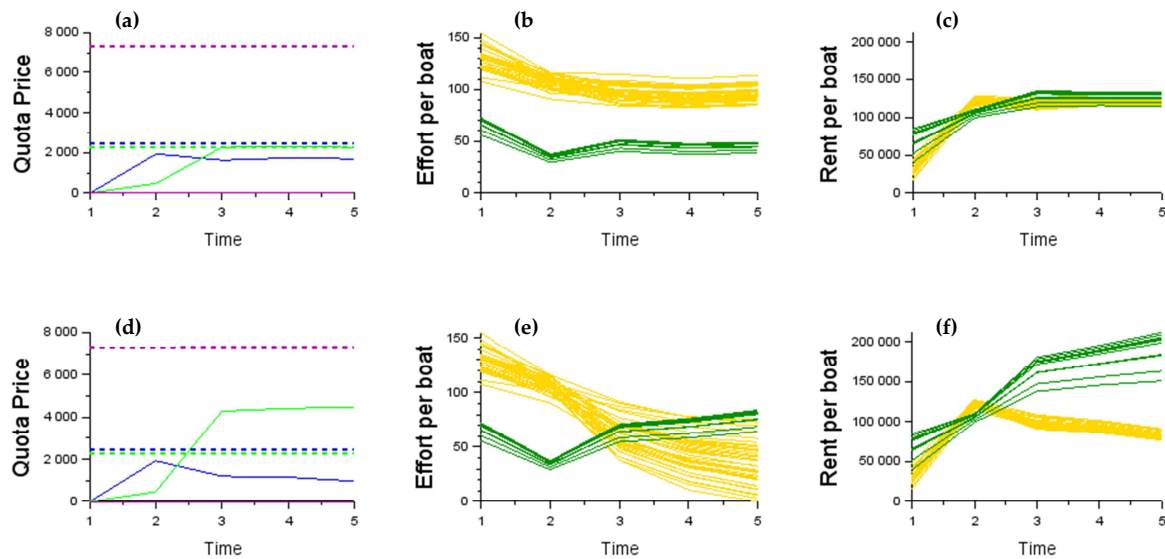 (a)
Quota Price
8 000
6 000
4 000
2 000
0
1 2 3 4 5
Time
(b)
Effort per boat
150
100
50
0
1 2 3 4 5
Time
(c)
Rent per boat
200 000
150 000
100 000
50 000
0
1 2 3 4 5
Time
(d)
Quota Price
8 000
6 000
4 000
2 000
0
1 2 3 4 5
Time
(e)
Effort per boat
150
100
50
0
1 2 3 4 5
Time
(f)
Rent per boat
200 000
150 000
100 000
50 000
0
1 2 3 4 5
Time